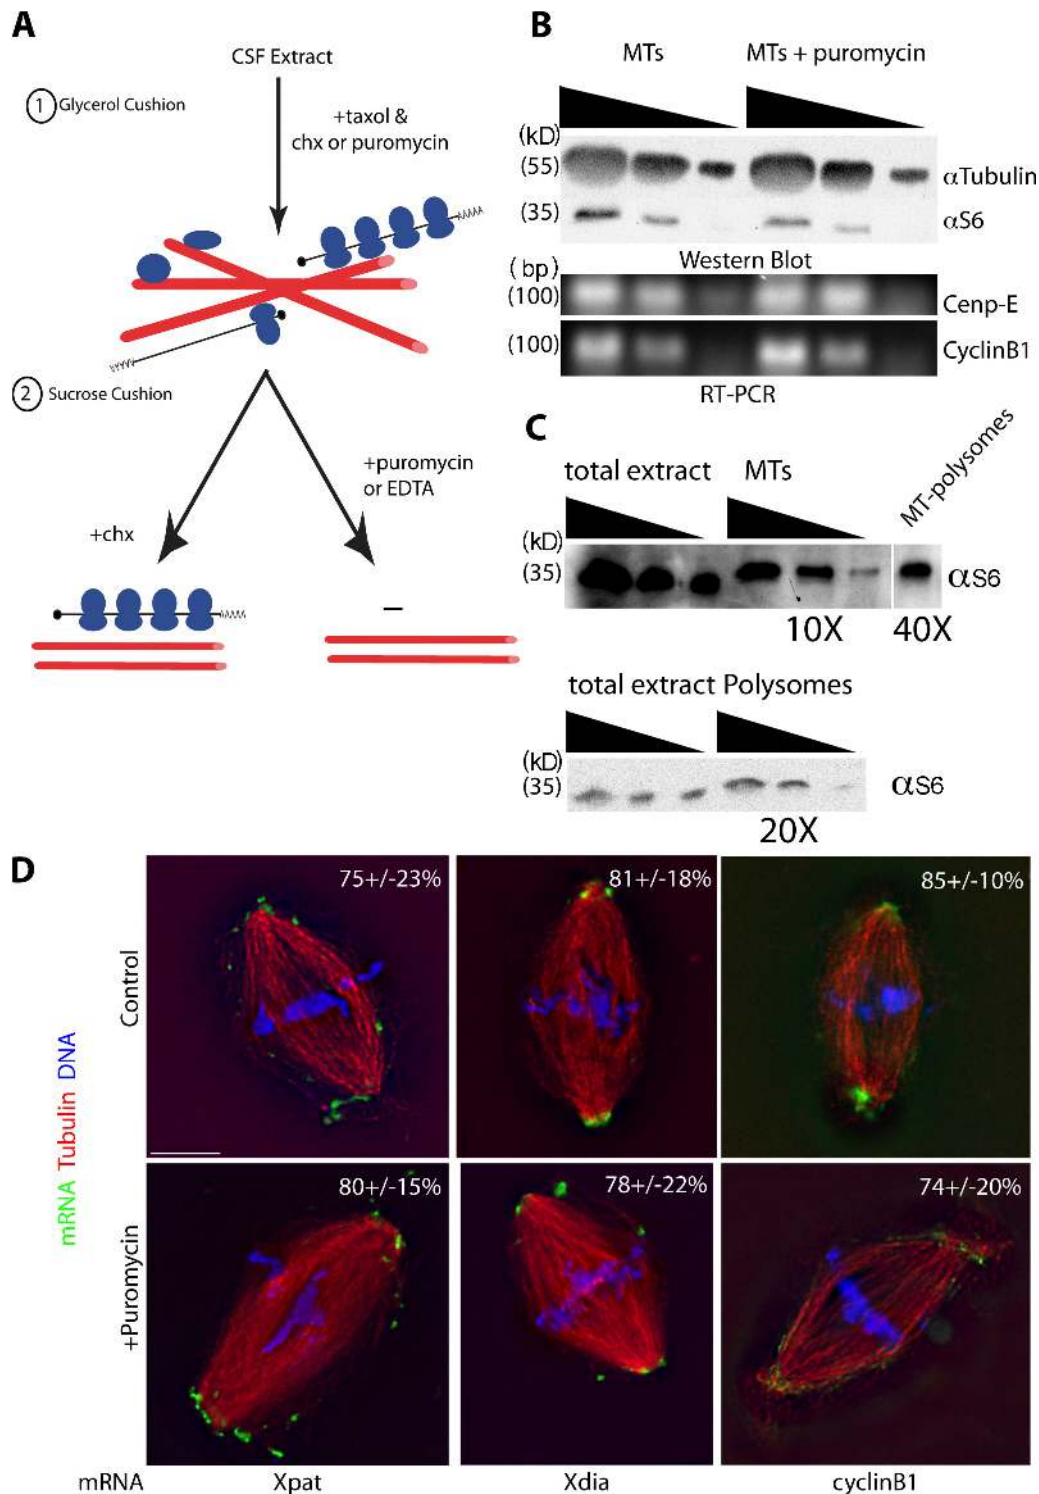 A
CSF Extract
1 Glycerol Cushion
+taxol &
chx or puromycin
AAAAA
AAAAA
2 Sucrose Cushion
+puromycin
or EDTA
+chx
AAAAA
–
B
MTs
MTs + puromycin
(kD)
(55)
αTubulin
(35)
αS6
Western Blot
(bp)
(100)
Cenp-E
(100)
CyclinB1
RT-PCR
C
total extract
MTs
MT-polysomes
(kD)
(35)
αS6
10X
40X
total extract Polysomes
(kD)
(35)
αS6
20X
D
mRNA Tubulin DNA
Control
75+/-23%
81+/-18%
85+/-10%
+Puromycin
80+/-15%
78+/-22%
74+/-20%
mRNA
Xpat
Xdia
cyclinB1